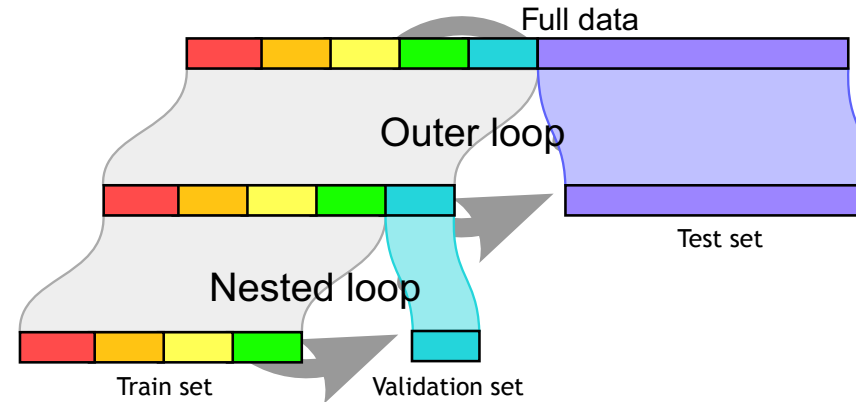 Full data
Outer loop
Test set
Nested loop
Train set
Validation set